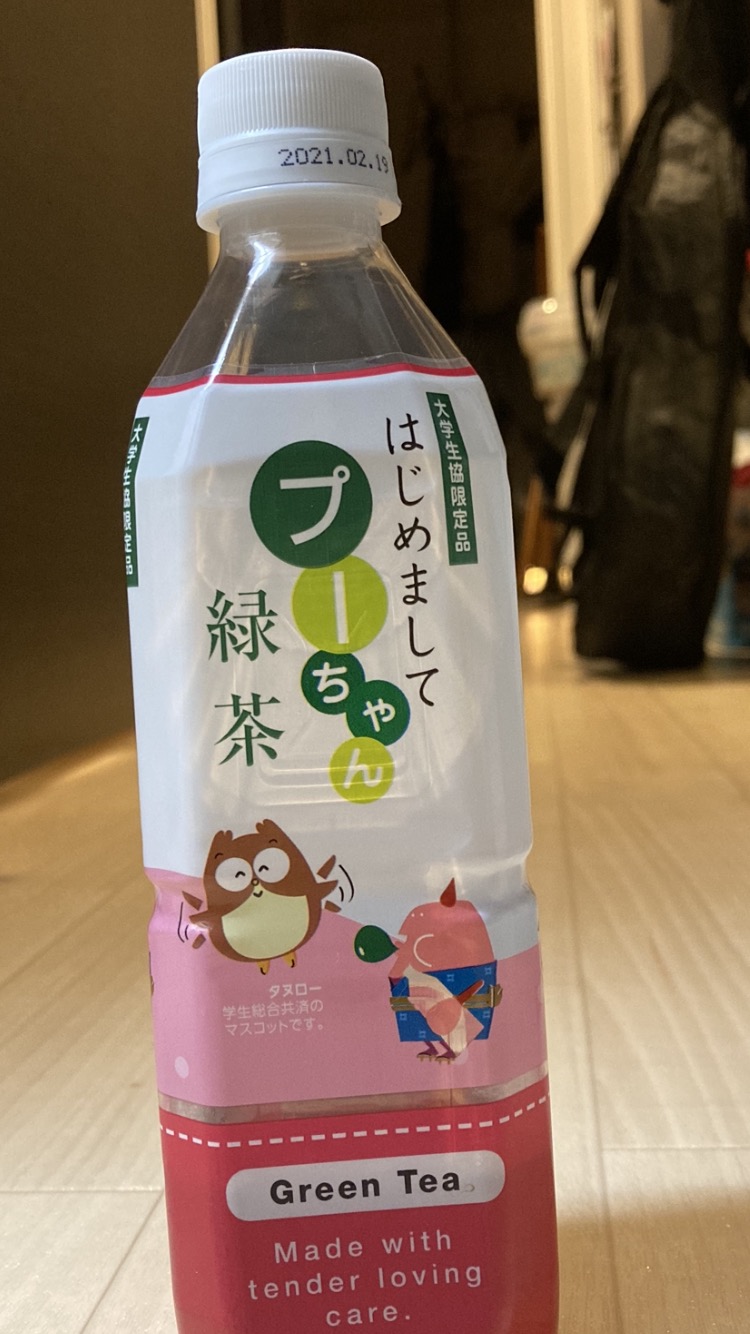 2021.02.19
大学生協限定品
はじめまして
プーちゃん
緑茶
大学生協限定品
タヌロー
学生総合共済の
マスコットです。
Green Tea
Made with
tender loving
care.